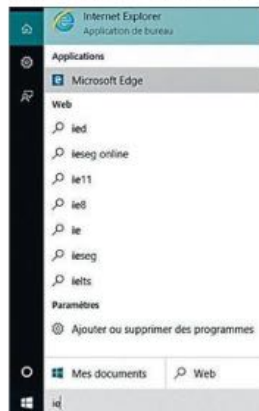 Internet Explorer
Application de bureau
Applications
Microsoft Edge
Web
ied
ieseg online
ie11
ie8
ie
ieseg
ielts
Paramètres
Ajouter ou supprimer des programmes
Mes documents Web
ie